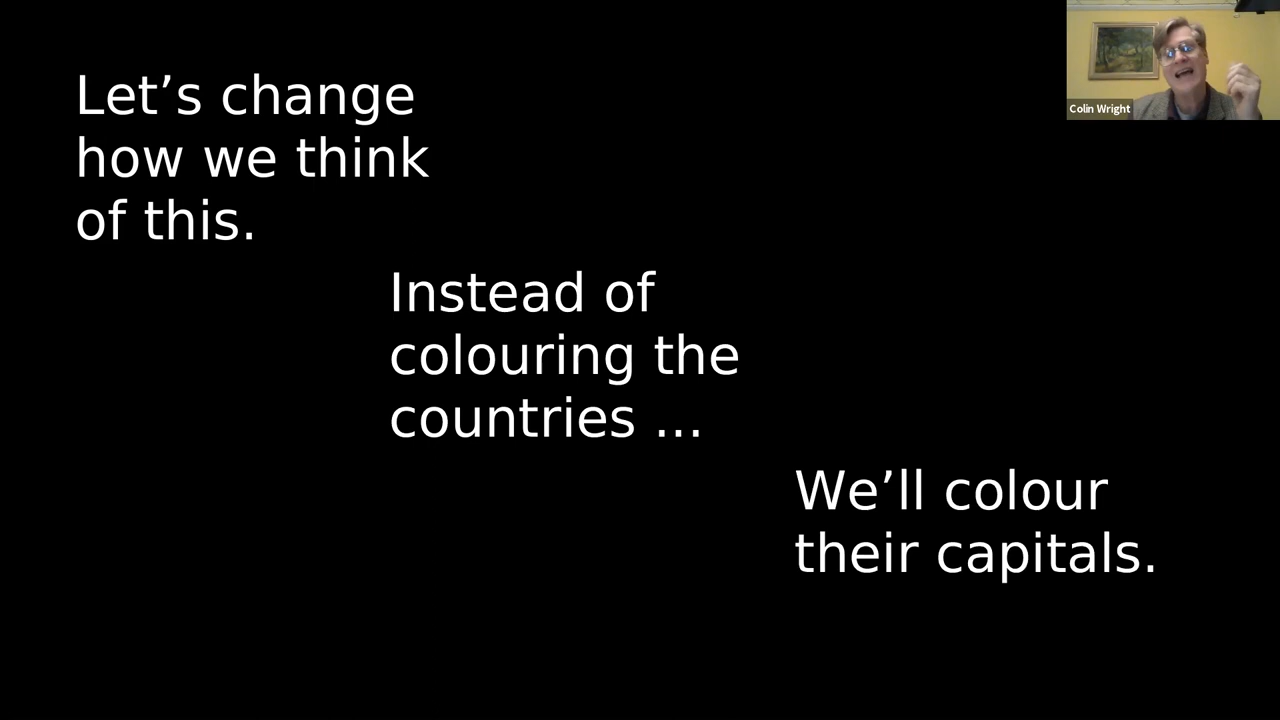 Let’s change
how we think
of this.
Instead of
colouring the
countries ...
We’ll colour
their capitals.
Colin Wright